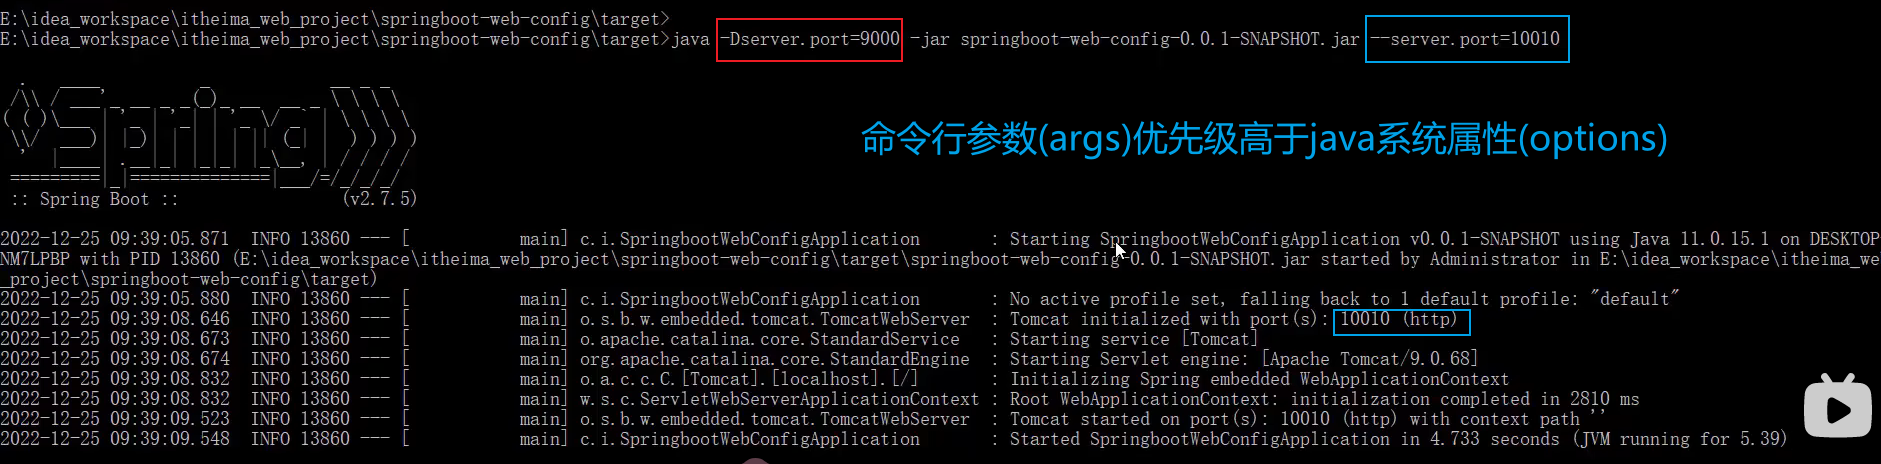 E:\idea_workspace\itheima_web_project\springboot-web-config\target>
E:\idea_workspace\itheima_web_project\springboot-web-config\target>java -Dserver.port=9000 -jar springboot-web-config-0.0.1-SNAPSHOT.jar --server.port=10010
命令行参数(args)优先级高于java系统属性(options)
Spring
:: Spring Boot :: (v2.7.5)
2022-12-25 09:39:05.871 INFO 13860 --- [ main] c.i.SpringbootWebConfigApplication : Starting SpringbootWebConfigApplication v0.0.1-SNAPSHOT using Java 11.0.15.1 on DESKTOP
NM7LPBP with PID 13860 (E:\idea_workspace\itheima_web_project\springboot-web-config\target\springboot-web-config-0.0.1-SNAPSHOT.jar started by Administrator in E:\idea_workspace\itheima_we
_project\springboot-web-config\target)
2022-12-25 09:39:05.880 INFO 13860 --- [ main] c.i.SpringbootWebConfigApplication : No active profile set, falling back to 1 default profile: "default"
2022-12-25 09:39:08.646 INFO 13860 --- [ main] o.s.b.w.embedded.tomcat.TomcatWebServer : Tomcat initialized with port(s): 10010 (http)
2022-12-25 09:39:08.673 INFO 13860 --- [ main] o.apache.catalina.core.StandardService : Starting service [Tomcat]
2022-12-25 09:39:08.674 INFO 13860 --- [ main] org.apache.catalina.core.StandardEngine : Starting Servlet engine: [Apache Tomcat/9.0.68]
2022-12-25 09:39:08.832 INFO 13860 --- [ main] o.a.c.c.C.[Tomcat].[localhost].[/] : Initializing Spring embedded WebApplicationContext
2022-12-25 09:39:08.832 INFO 13860 --- [ main] w.s.c.ServletWebServerApplicationContext : Root WebApplicationContext: initialization completed in 2810 ms
2022-12-25 09:39:09.523 INFO 13860 --- [ main] o.s.b.w.embedded.tomcat.TomcatWebServer : Tomcat started on port(s): 10010 (http) with context path ''
2022-12-25 09:39:09.548 INFO 13860 --- [ main] c.i.SpringbootWebConfigApplication : Started SpringbootWebConfigApplication in 4.733 seconds (JVM running for 5.39)